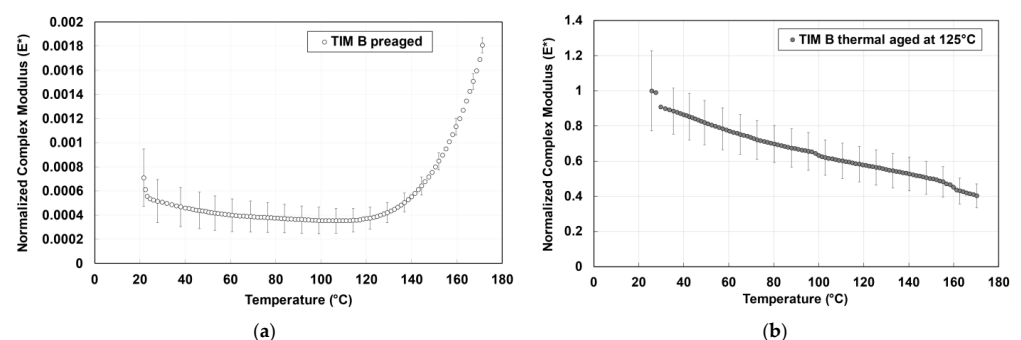 0.002
0.0018
0.0016
0.0014
0.0012
0.001
0.0008
0.0006
0.0004
0.0002
0
0 20 40 60 80 100 120 140 160 180
Normalized Complex Modulus (E*)
Temperature (°C)
TIM B preaged
(a)
1.4
1.2
1
0.8
0.6
0.4
0.2
0
0 20 40 60 80 100 120 140 160 180
Normalized Complex Modulus (E*)
Temperature (°C)
TIM B thermal aged at 125°C
(b)